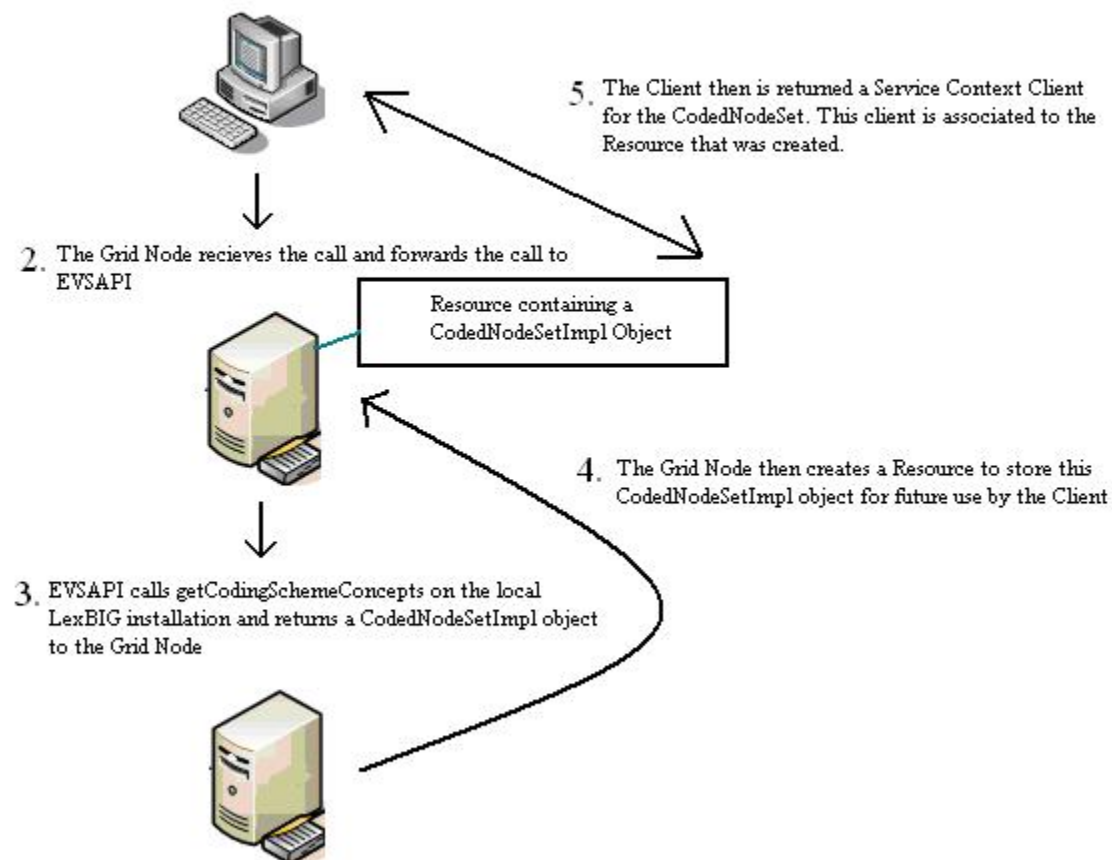 5. The Client then is returned a Service Context Client
for the CodedNodeSet. This client is associated to the
Resource that was created.
2. The Grid Node recieves the call and forwards the call to
EVSAPI
Resource containing a
CodedNodeSetImpl Object
4. The Grid Node then creates a Resource to store this
CodedNodeSetImpl object for future use by the Client
3. EVSAPI calls getCodingSchemeConcepts on the local
LexBIG installation and returns a CodedNodeSetImpl object
to the Grid Node